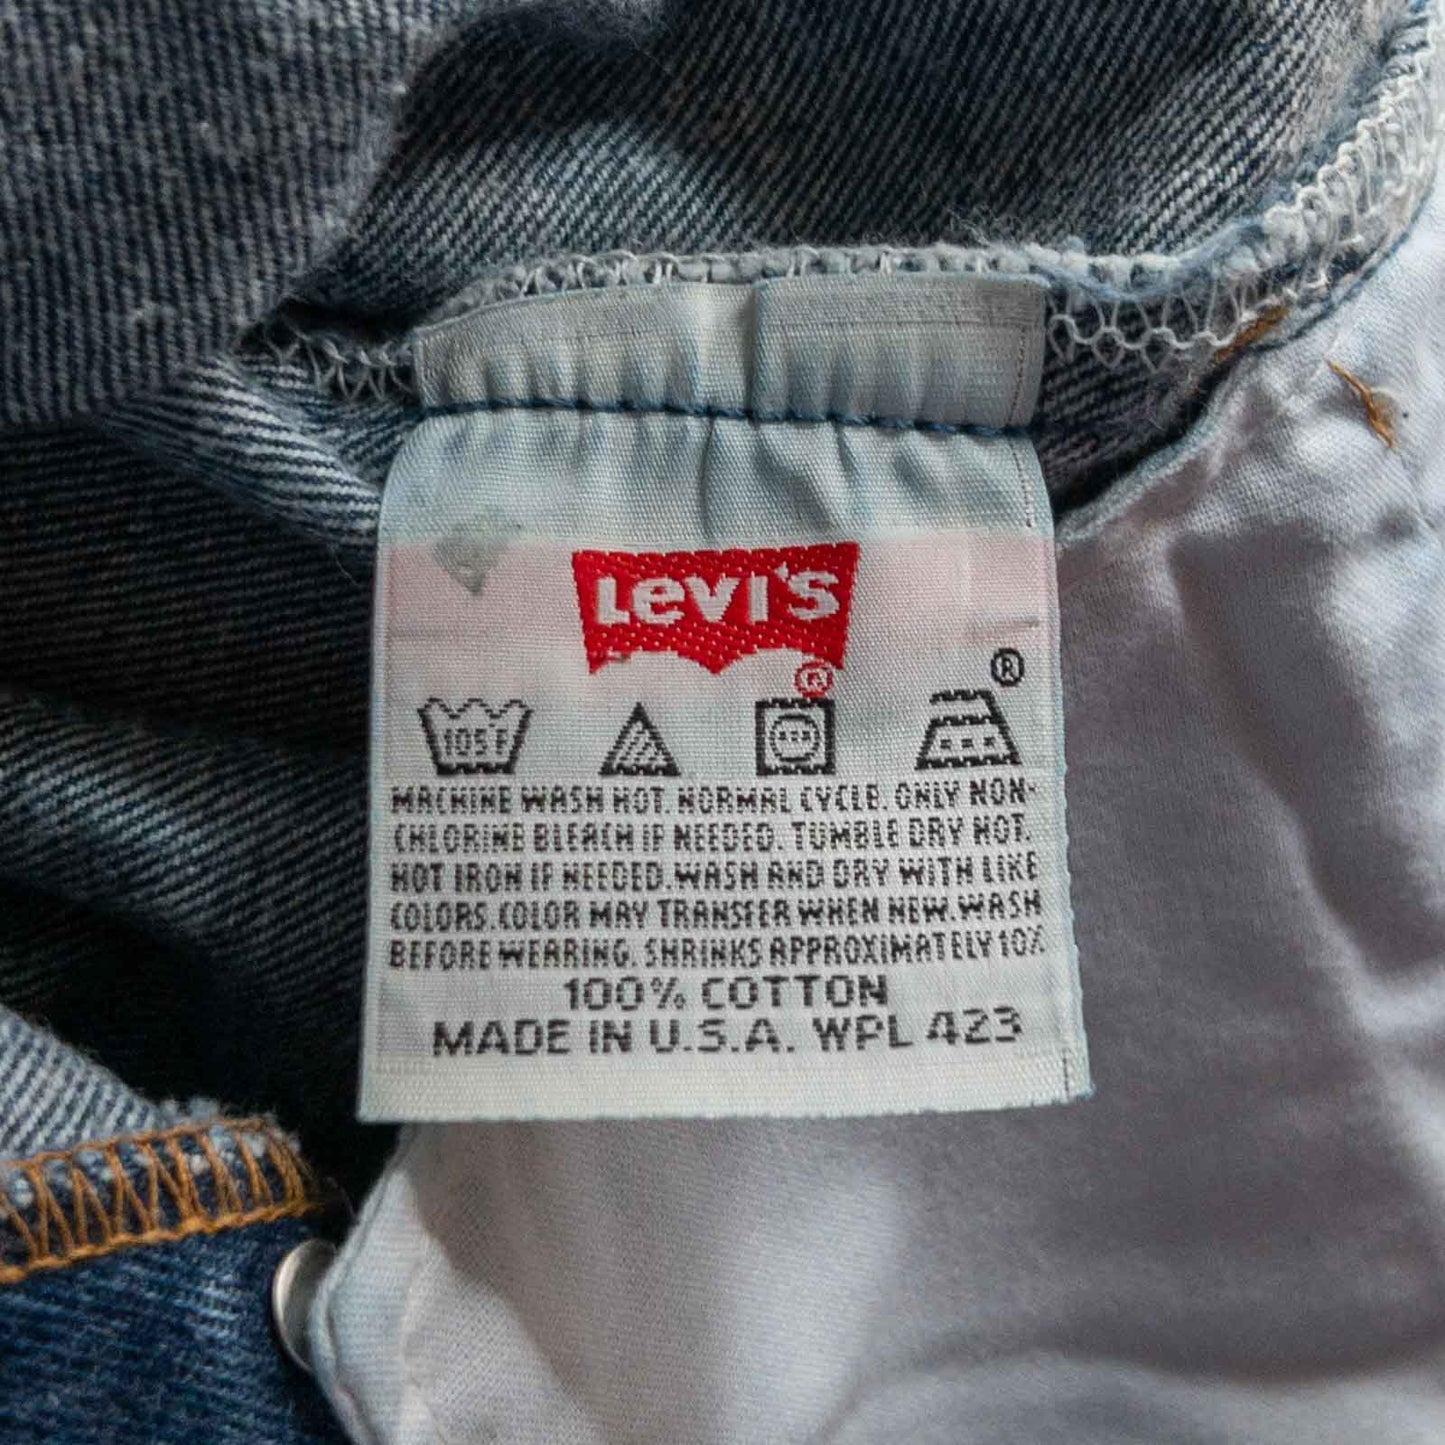 Levi's
®
®
105F
MACHINE WASH HOT. NORMAL CYCLE. ONLY NON-
CHLORINE BLEACH IF NEEDED. TUMBLE DRY HOT.
HOT IRON IF NEEDED. WASH AND DRY WITH LIKE
COLORS. COLOR MAY TRANSFER WHEN NEW. WASH
BEFORE WEARING. SHRINKS APPROXIMATELY 10%
100% COTTON
MADE IN U.S.A. WPL 423